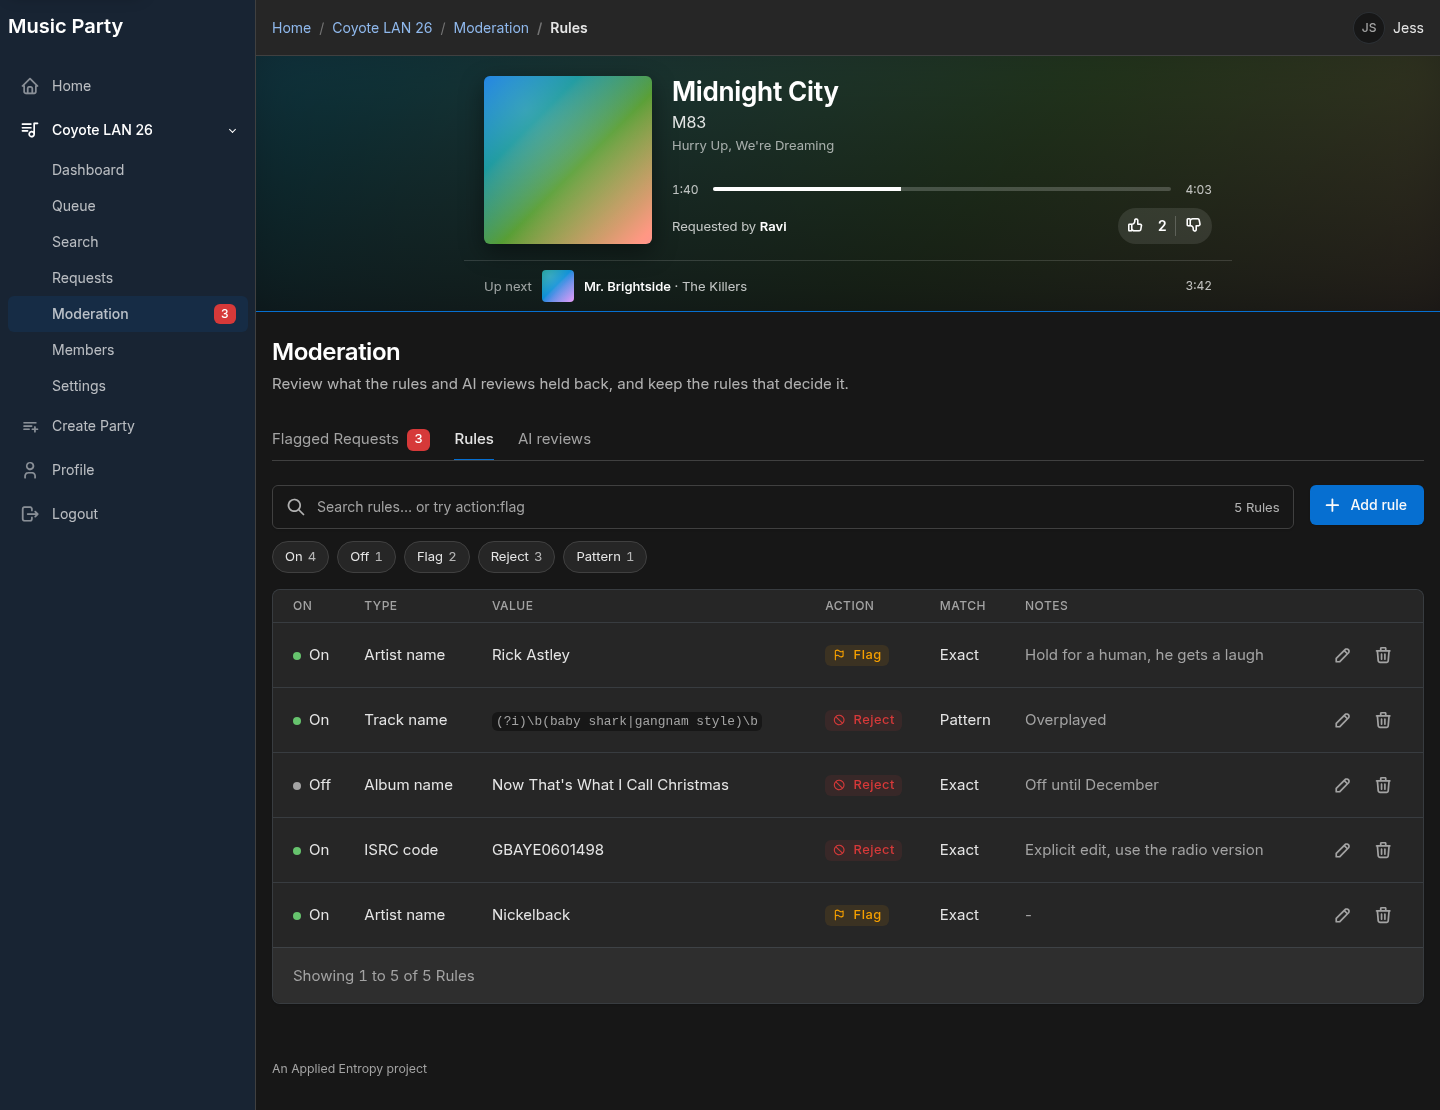 Music Party
Home / Coyote LAN 26 / Moderation / Rules
JS Jess
Home
Coyote LAN 26
Dashboard
Queue
Search
Requests
Moderation 3
Members
Settings
Create Party
Profile
Logout
Midnight City
M83
Hurry Up, We're Dreaming
1:40 4:03
Requested by Ravi
2
Up next Mr. Brightside · The Killers 3:42
Moderation
Review what the rules and AI reviews held back, and keep the rules that decide it.
Flagged Requests 3 Rules AI reviews
Search rules... or try action:flag 5 Rules
Add rule
On 4 Off 1 Flag 2 Reject 3 Pattern 1
ON TYPE VALUE ACTION MATCH NOTES
On Artist name Rick Astley Flag Exact Hold for a human, he gets a laugh
On Track name (?i)\b(baby shark|gangnam style)\b Reject Pattern Overplayed
Off Album name Now That's What I Call Christmas Reject Exact Off until December
On ISRC code GBAYE0601498 Reject Exact Explicit edit, use the radio version
On Artist name Nickelback Flag Exact -
Showing 1 to 5 of 5 Rules
An Applied Entropy project